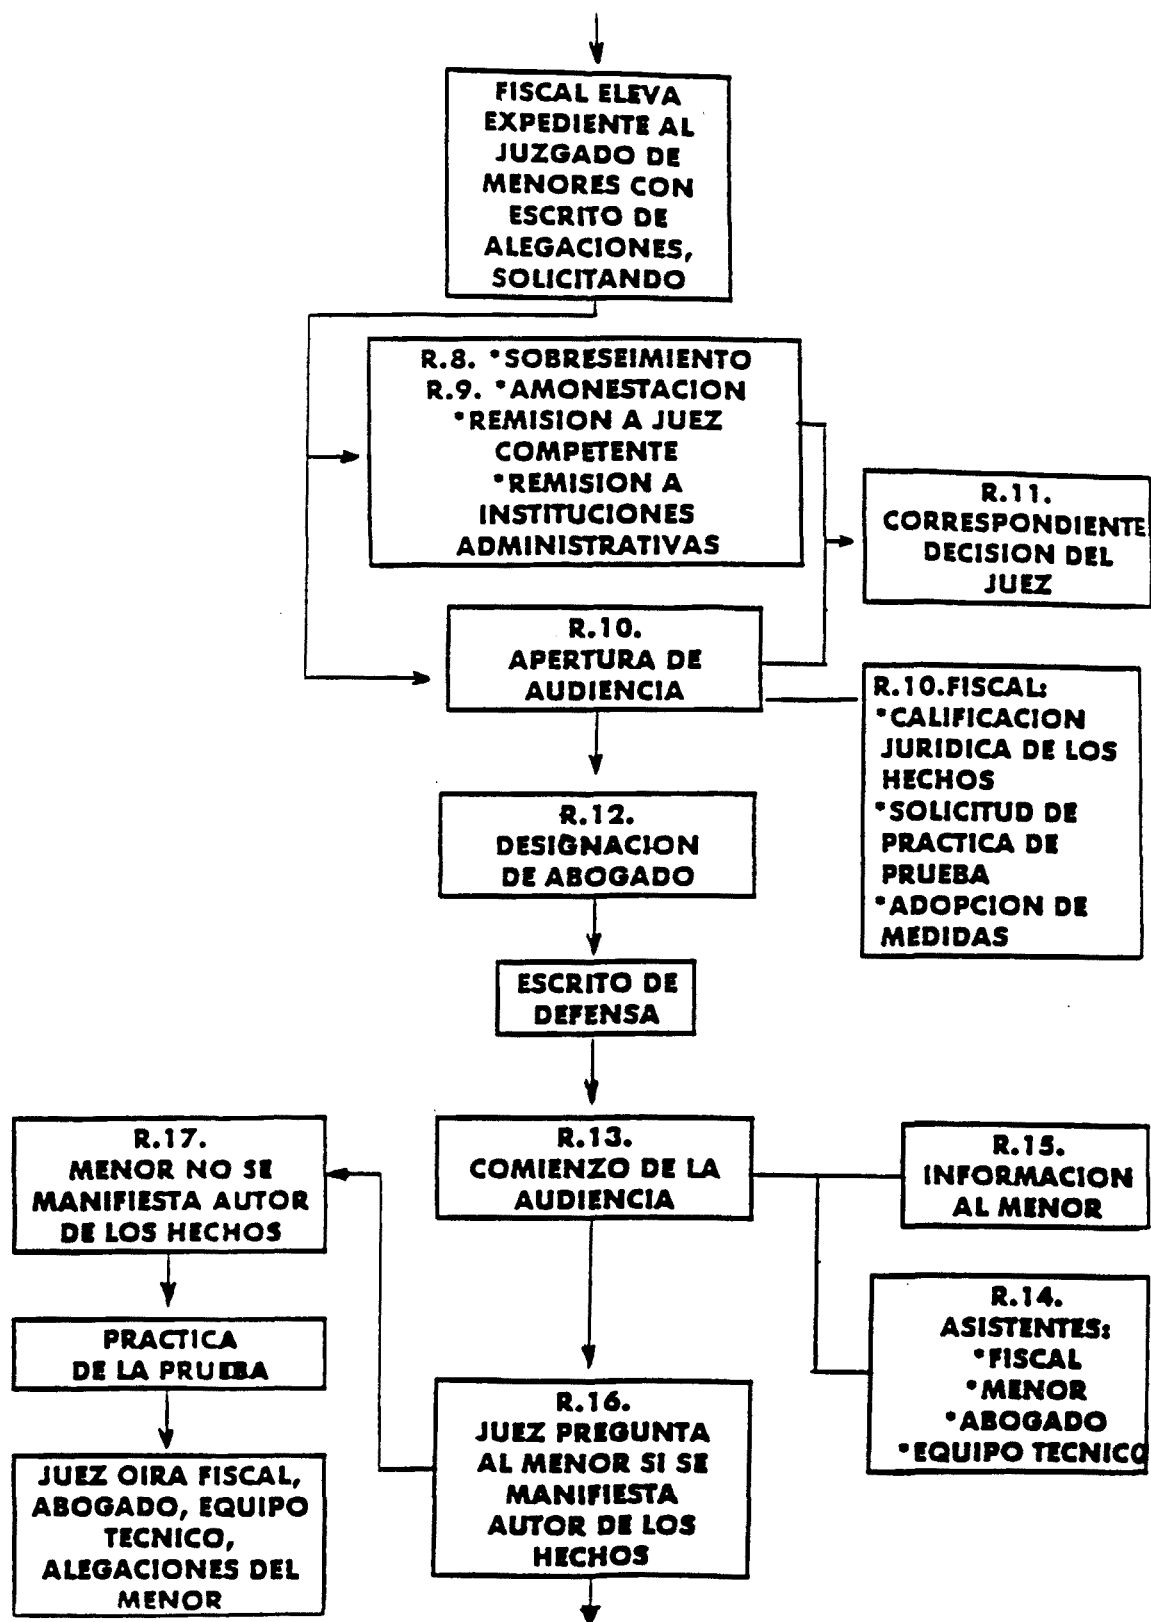 FISCAL ELEVA
EXPEDIENTE AL
JUZGADO DE
MENORES CON
ESCRITO DE
ALEGACIONES,
SOLICITANDO
R.8. *SOBRESEIMIENTO
R.9. *AMONESTACION
*REMISION A JUEZ
COMPETENTE
*REMISION A
INSTITUCIONES
ADMINISTRATIVAS
R.11.
CORRESPONDIENTE
DECISION DEL
JUEZ
R.10.
APERTURA DE
AUDIENCIA
R.10.FISCAL:
*CALIFICACION
JURIDICA DE LOS
HECHOS
*SOLICITUD DE
PRACTICA DE
PRUEBA
*ADOPCION DE
MEDIDAS
R.12.
DESIGNACION
DE ABOGADO
ESCRITO DE
DEFENSA
R.13.
COMIENZO DE LA
AUDIENCIA
R.15.
INFORMACION
AL MENOR
R.14.
ASISTENTES:
*FISCAL
*MENOR
*ABOGADO
*EQUIPO TECNICO
R.16.
JUEZ PREGUNTA
AL MENOR SI SE
MANIFIESTA
AUTOR DE LOS
HECHOS
R.17.
MENOR NO SE
MANIFIESTA AUTOR
DE LOS HECHOS
PRACTICA
DE LA PRUEBA
JUEZ OIRA FISCAL,
ABOGADO, EQUIPO
TECNICO,
ALEGACIONES DEL
MENOR